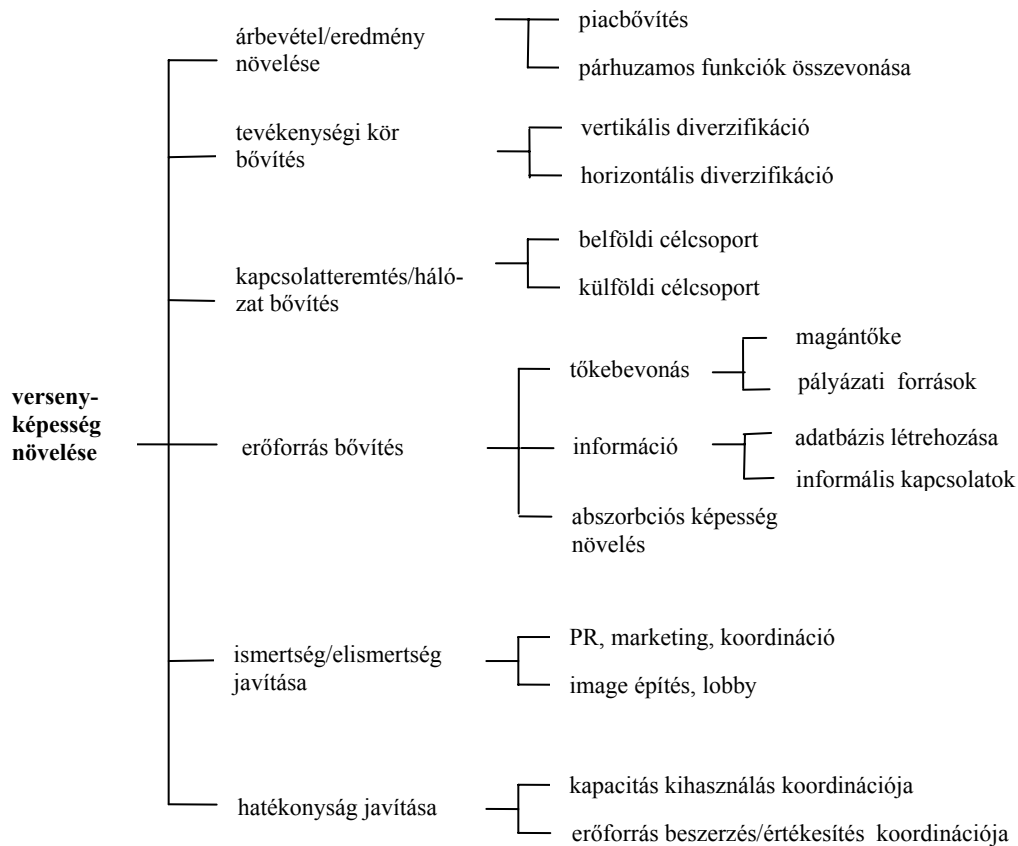 verseny-
képesség
növelése
árbevétel/eredmény
növelése
piacbővítés
párhuzamos funkciók összevonása
tevékenységi kör
bővítés
vertikális diverzifikáció
horizontális diverzifikáció
kapcsolatteremtés/háló-
zat bővítés
belföldi célcsoport
külföldi célcsoport
erőforrás bővítés
tőkebevonás
magántőke
pályázati források
információ
adatbázis létrehozása
informális kapcsolatok
abszorbciós képesség
növelés
ismertség/elismertség
javítása
PR, marketing, koordináció
image építés, lobby
hatékonyság javítása
kapacitás kihasználás koordinációja
erőforrás beszerzés/értékesítés koordinációja